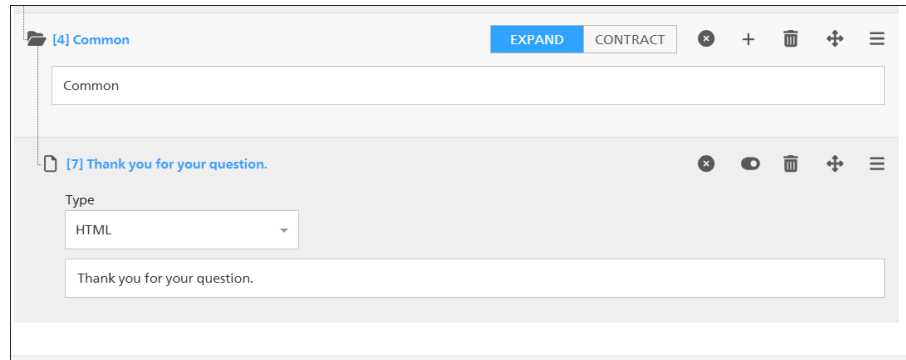 [4] Common EXPAND CONTRACT
Common
[7] Thank you for your question.
Type
HTML
Thank you for your question.